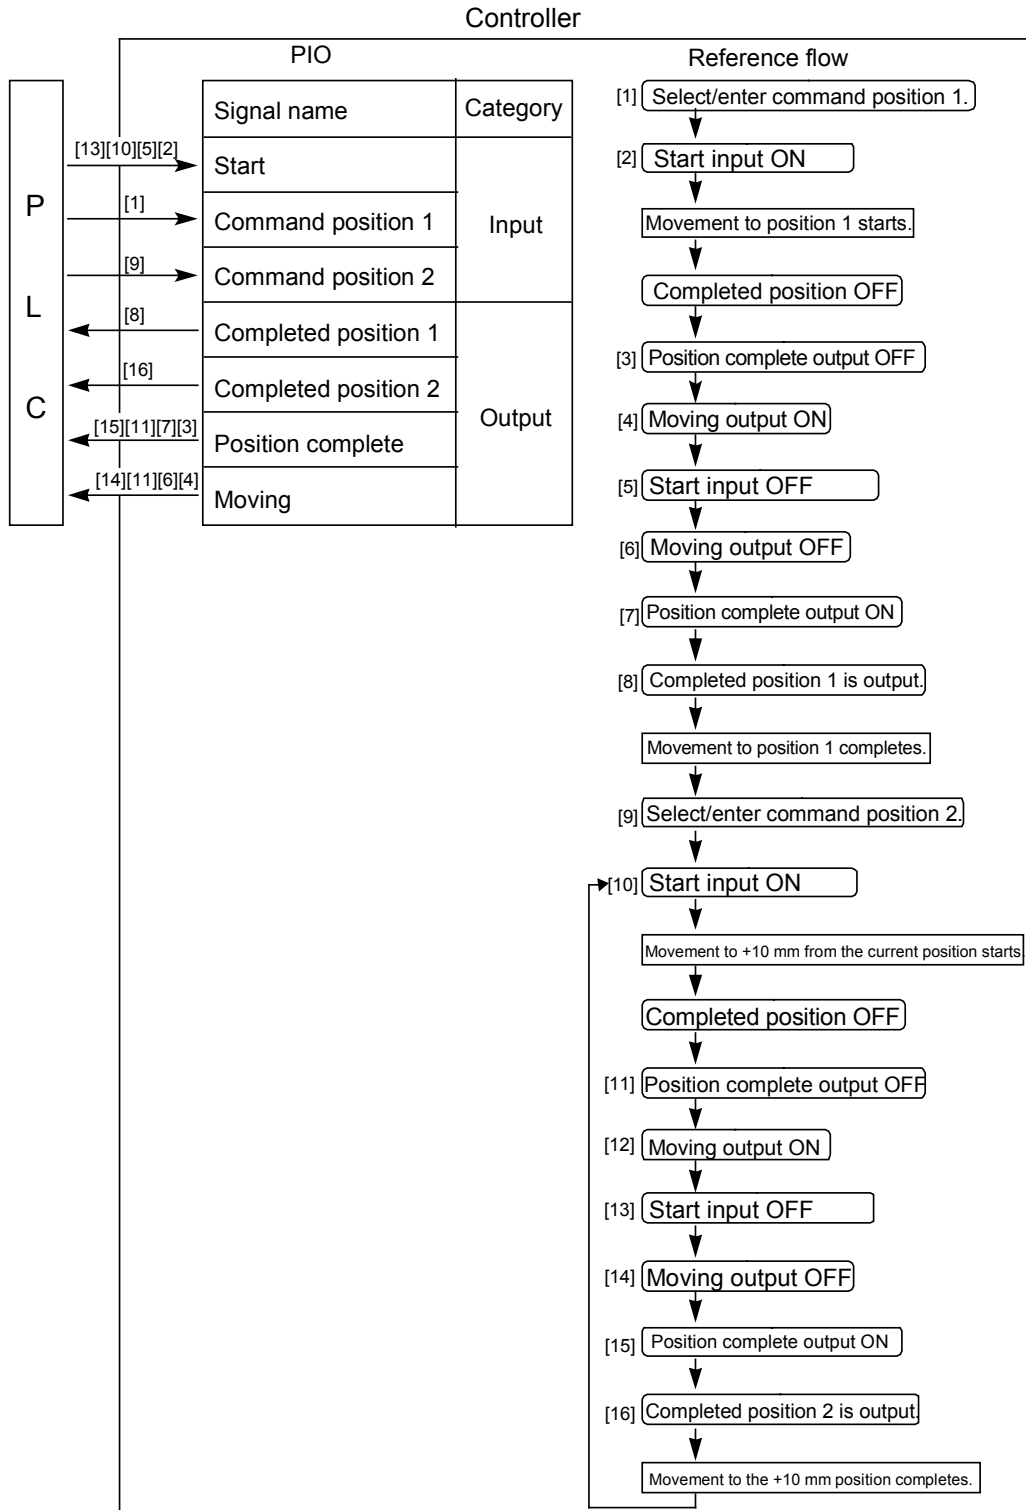 Controller
PIO
Signal name
Category
[13][10][5][2]
Start
[1]
Command position 1
Input
[9]
Command position 2
[8]
Completed position 1
[16]
Completed position 2
Output
[15][11][7][3]
Position complete
[14][11][6][4]
Moving
P
L
C
Reference flow
[1] Select/enter command position 1.
[2] Start input ON
Movement to position 1 starts.
Completed position OFF
[3] Position complete output OFF
[4] Moving output ON
[5] Start input OFF
[6] Moving output OFF
[7] Position complete output ON
[8] Completed position 1 is output.
Movement to position 1 completes.
[9] Select/enter command position 2.
[10] Start input ON
Movement to +10 mm from the current position starts.
Completed position OFF
[11] Position complete output OFF
[12] Moving output ON
[13] Start input OFF
[14] Moving output OFF
[15] Position complete output ON
[16] Completed position 2 is output.
Movement to the +10 mm position completes.